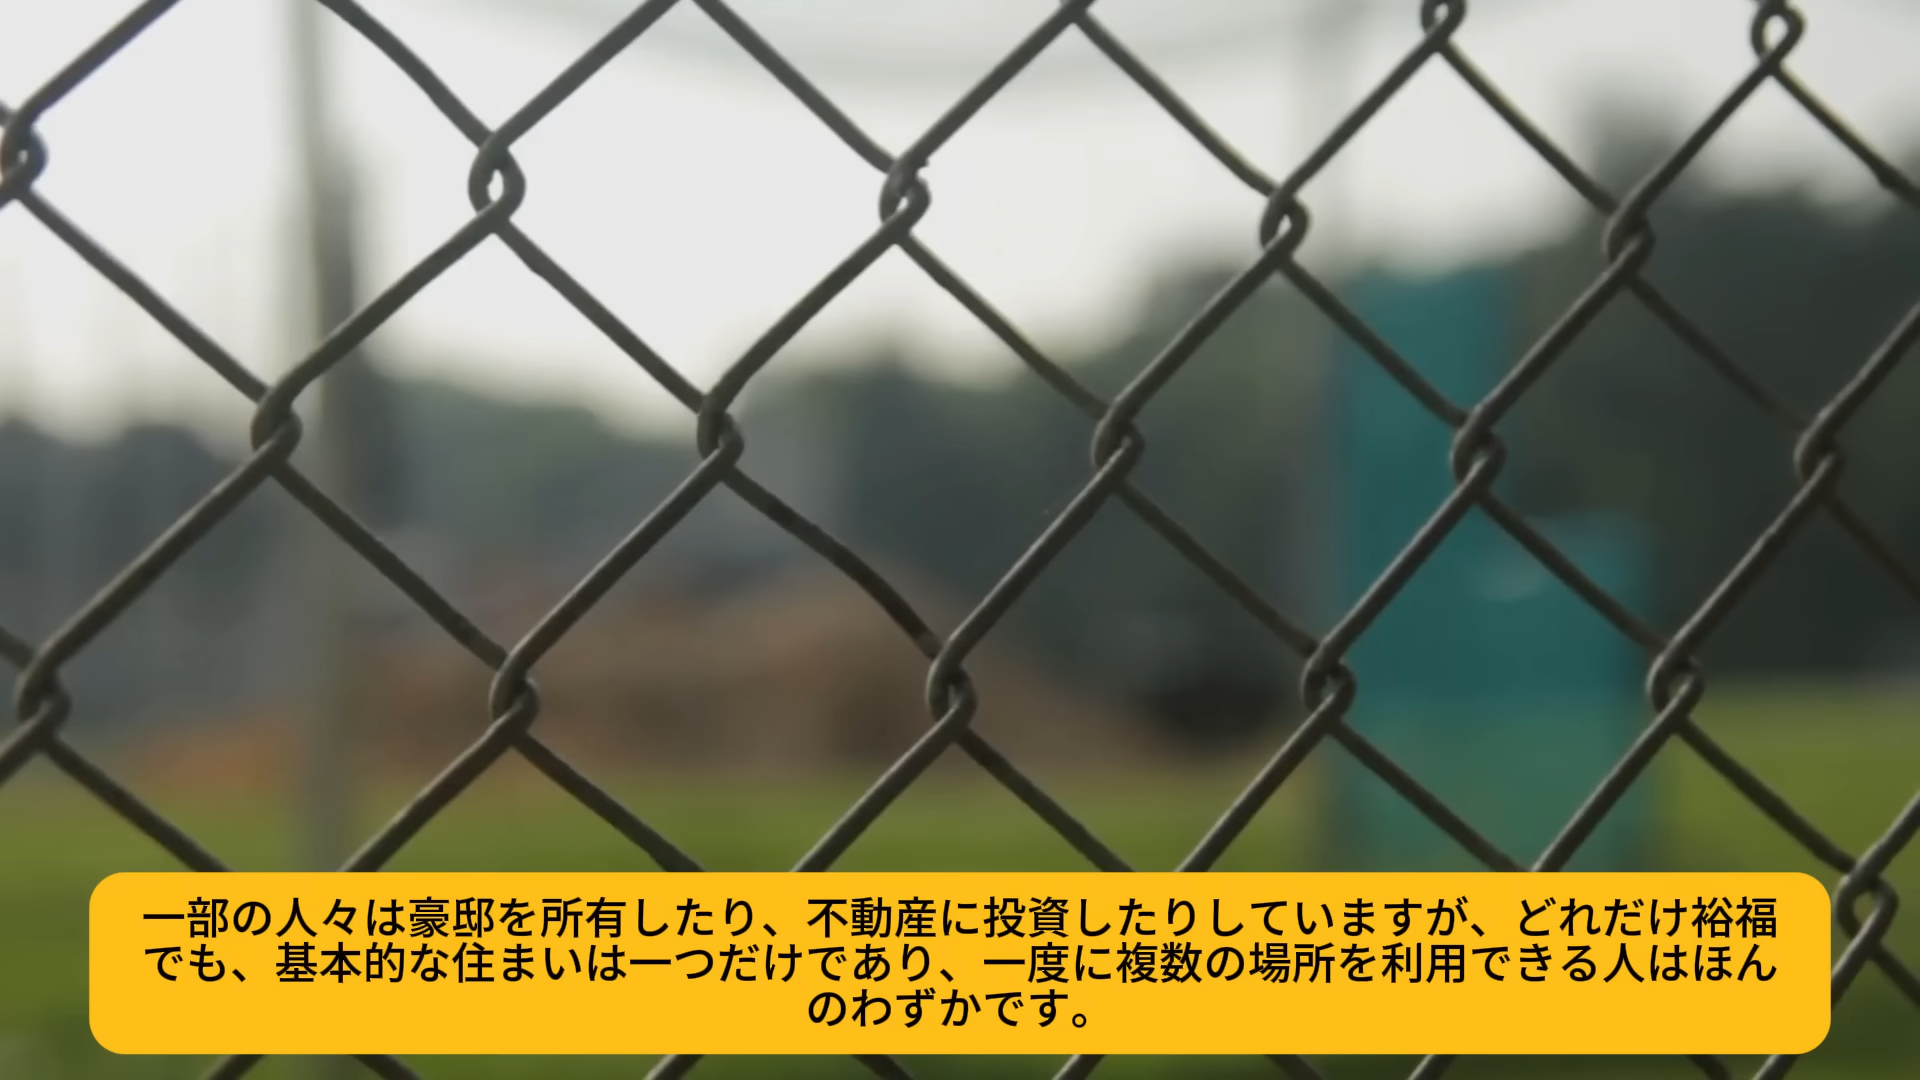 一部の人々は豪邸を所有したり、不動産に投資したりしていますが、どれだけ裕福
でも、基本的な住まいは一つだけであり、一度に複数の場所を利用できる人はほん
のわずかです。